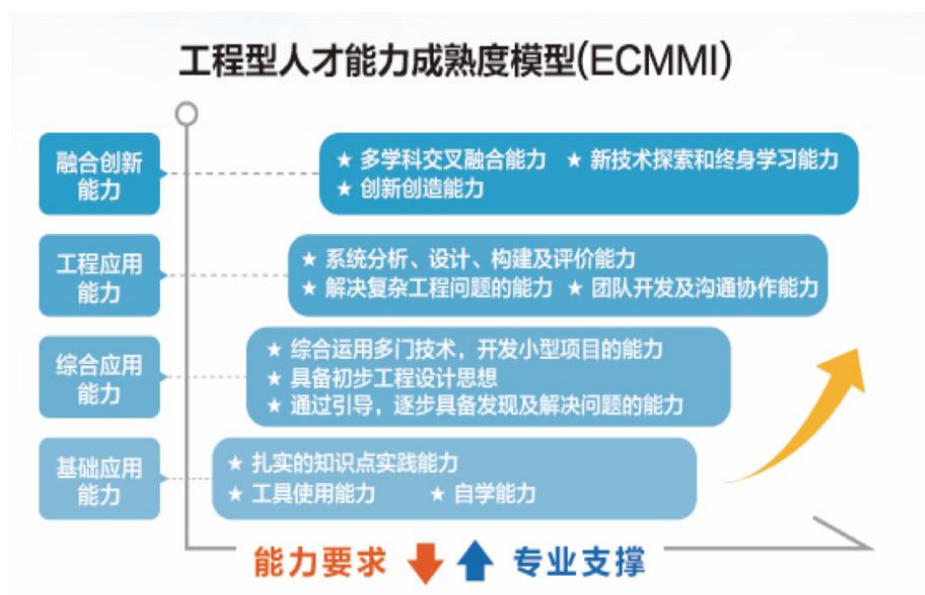 工程型人才能力成熟度模型(ECMMI)
融合创新
能力
★ 多学科交叉融合能力 ★ 新技术探索和终身学习能力
★ 创新创造能力
工程应用
能力
★ 系统分析、设计、构建及评价能力
★ 解决复杂工程问题的能力 ★ 团队开发及沟通协作能力
综合应用
能力
★ 综合运用多门技术，开发小型项目的能力
★ 具备初步工程设计思想
★ 通过引导，逐步具备发现及解决问题的能力
基础应用
能力
★ 扎实的知识点实践能力
★ 工具使用能力 ★ 自学能力
能力要求 专业支撑